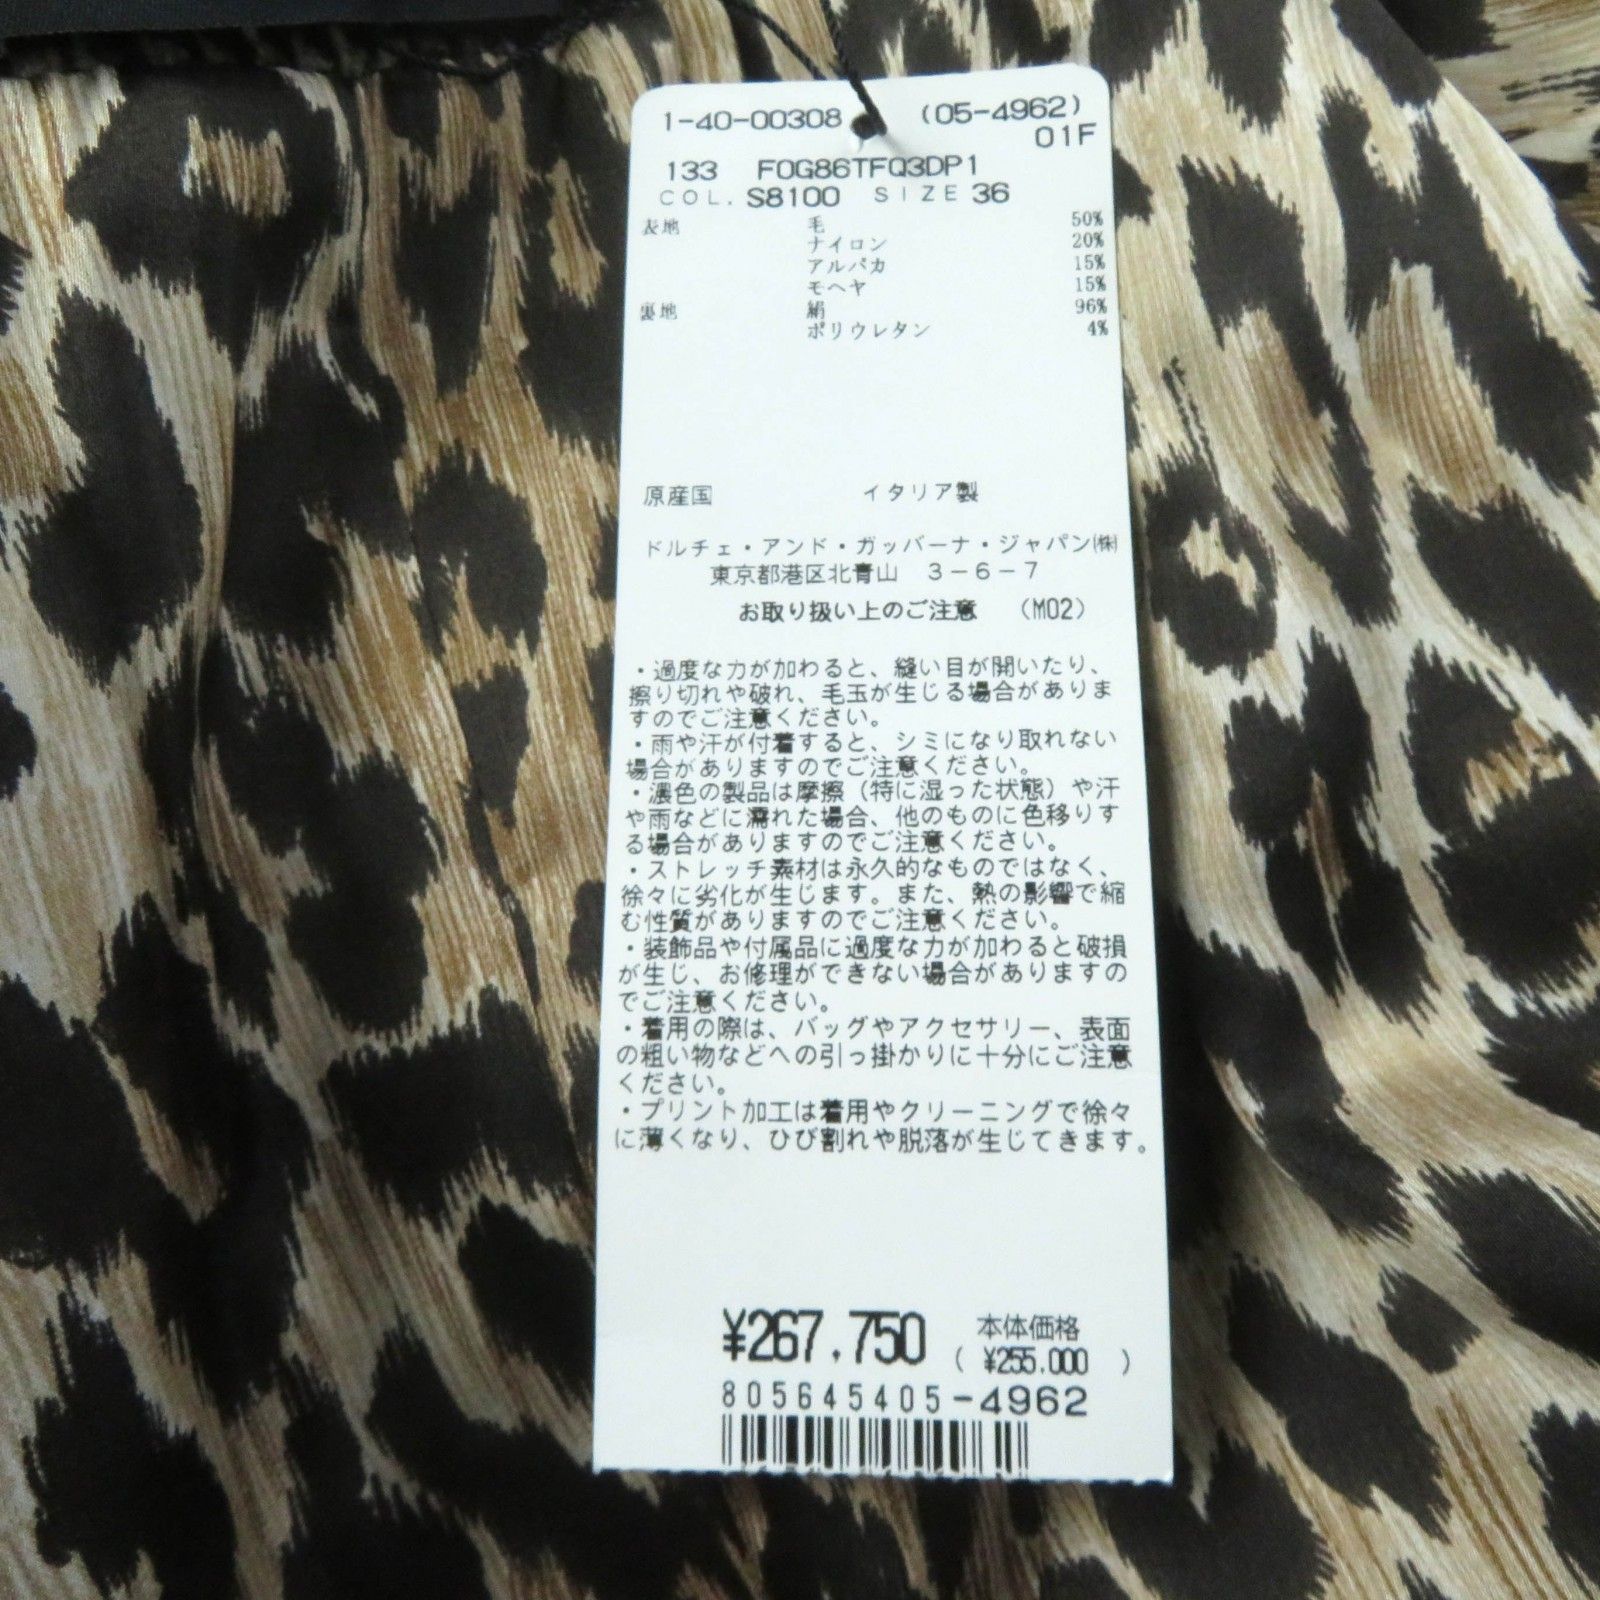 1-40-00308 (05-4962)
01F
133 F0G86TFQ3DP1
COL. S8100 SIZE 36
表地 毛 50%
ナイロン 20%
アルパカ 15%
モヘヤ 15%
裏地 絹 96%
ポリウレタン 4%
原産国 イタリア製
ドルチェ・アンド・ガッバーナ・ジャパン㈱
東京都港区北青山 3-6-7
お取り扱い上のご注意 (M02)
・過度な力が加わると、縫い目が開いたり、
擦り切れや破れ、毛玉が生じる場合がありま
すのでご注意ください。
・雨や汗が付着すると、シミになり取れない
場合がありますのでご注意ください。
・濃色の製品は摩擦(特に湿った状態)や汗
や雨などに濡れた場合、他のものに色移りす
る場合がありますのでご注意ください。
・ストレッチ素材は永久的なものではなく、
徐々に劣化が生じます。また、熱の影響で縮
む性質がありますのでご注意ください。
・装飾品や付属品に過度な力が加わると破損
が生じ、お修理ができない場合がありますの
でご注意ください。
・着用の際は、バッグやアクセサリー、表面
の粗い物などへの引っ掛かりに十分にご注意
ください。
・プリント加工は着用やクリーニングで徐々
に薄くなり、ひび割れや脱落が生じてきます。
¥267,750 本体価格
(¥255,000)
805645405-4962